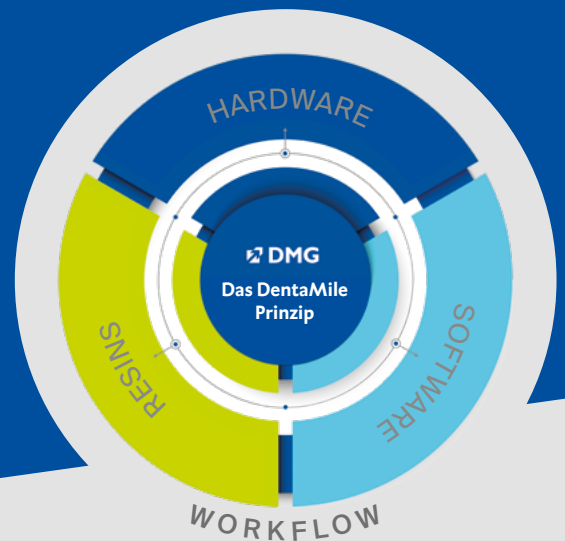 HARDWARE
DMG
Das DentaMile
Prinzip
RESINS
SOFTWARE
WORKFLOW